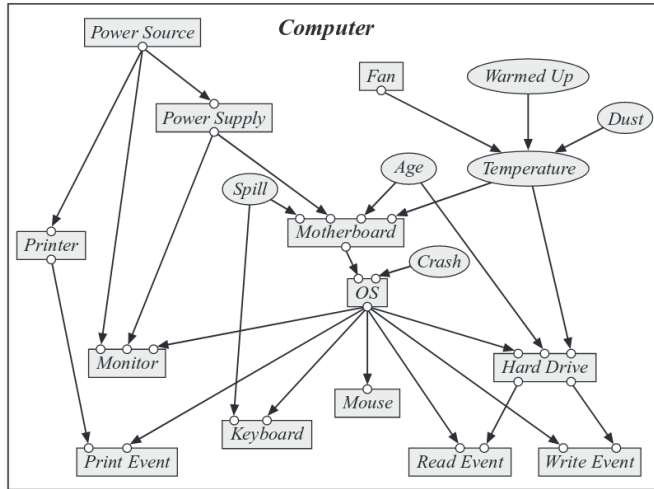 Computer
Power Source
Fan
Warmed Up
Dust
Power Supply
Age
Temperature
Spill
Printer
Motherboard
Crash
OS
Monitor
Hard Drive
Mouse
Keyboard
Print Event
Read Event
Write Event